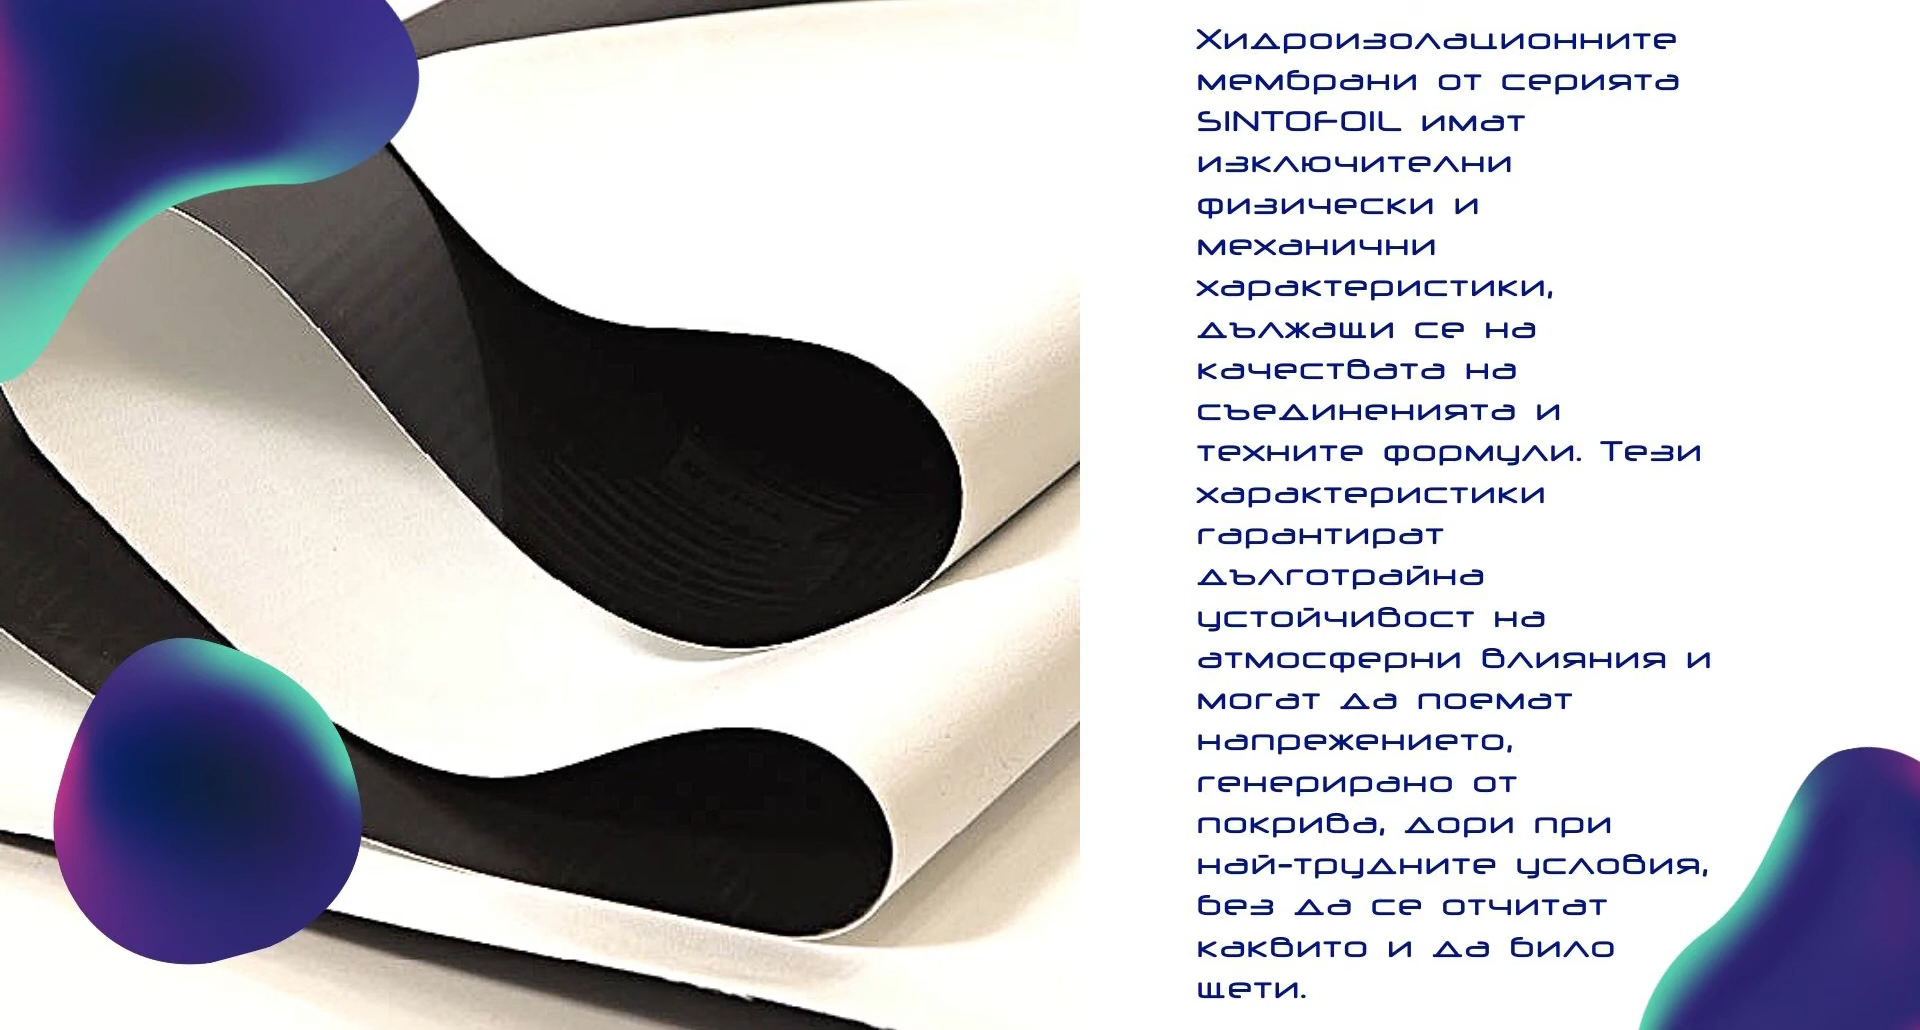 Хидроизолационните
мембрани от серията
SINTOFOIL имат
изключителни
физически и
механични
характеристики,
дължащи се на
качествата на
съединенията и
техните формули. Тези
характеристики
гарантират
дълготрайна
устойчивост на
атмосферни влияния и
могат да поемат
напрежението,
генерирано от
покрива, дори при
най-трудните условия,
без да се отчитат
каквито и да било
щети.